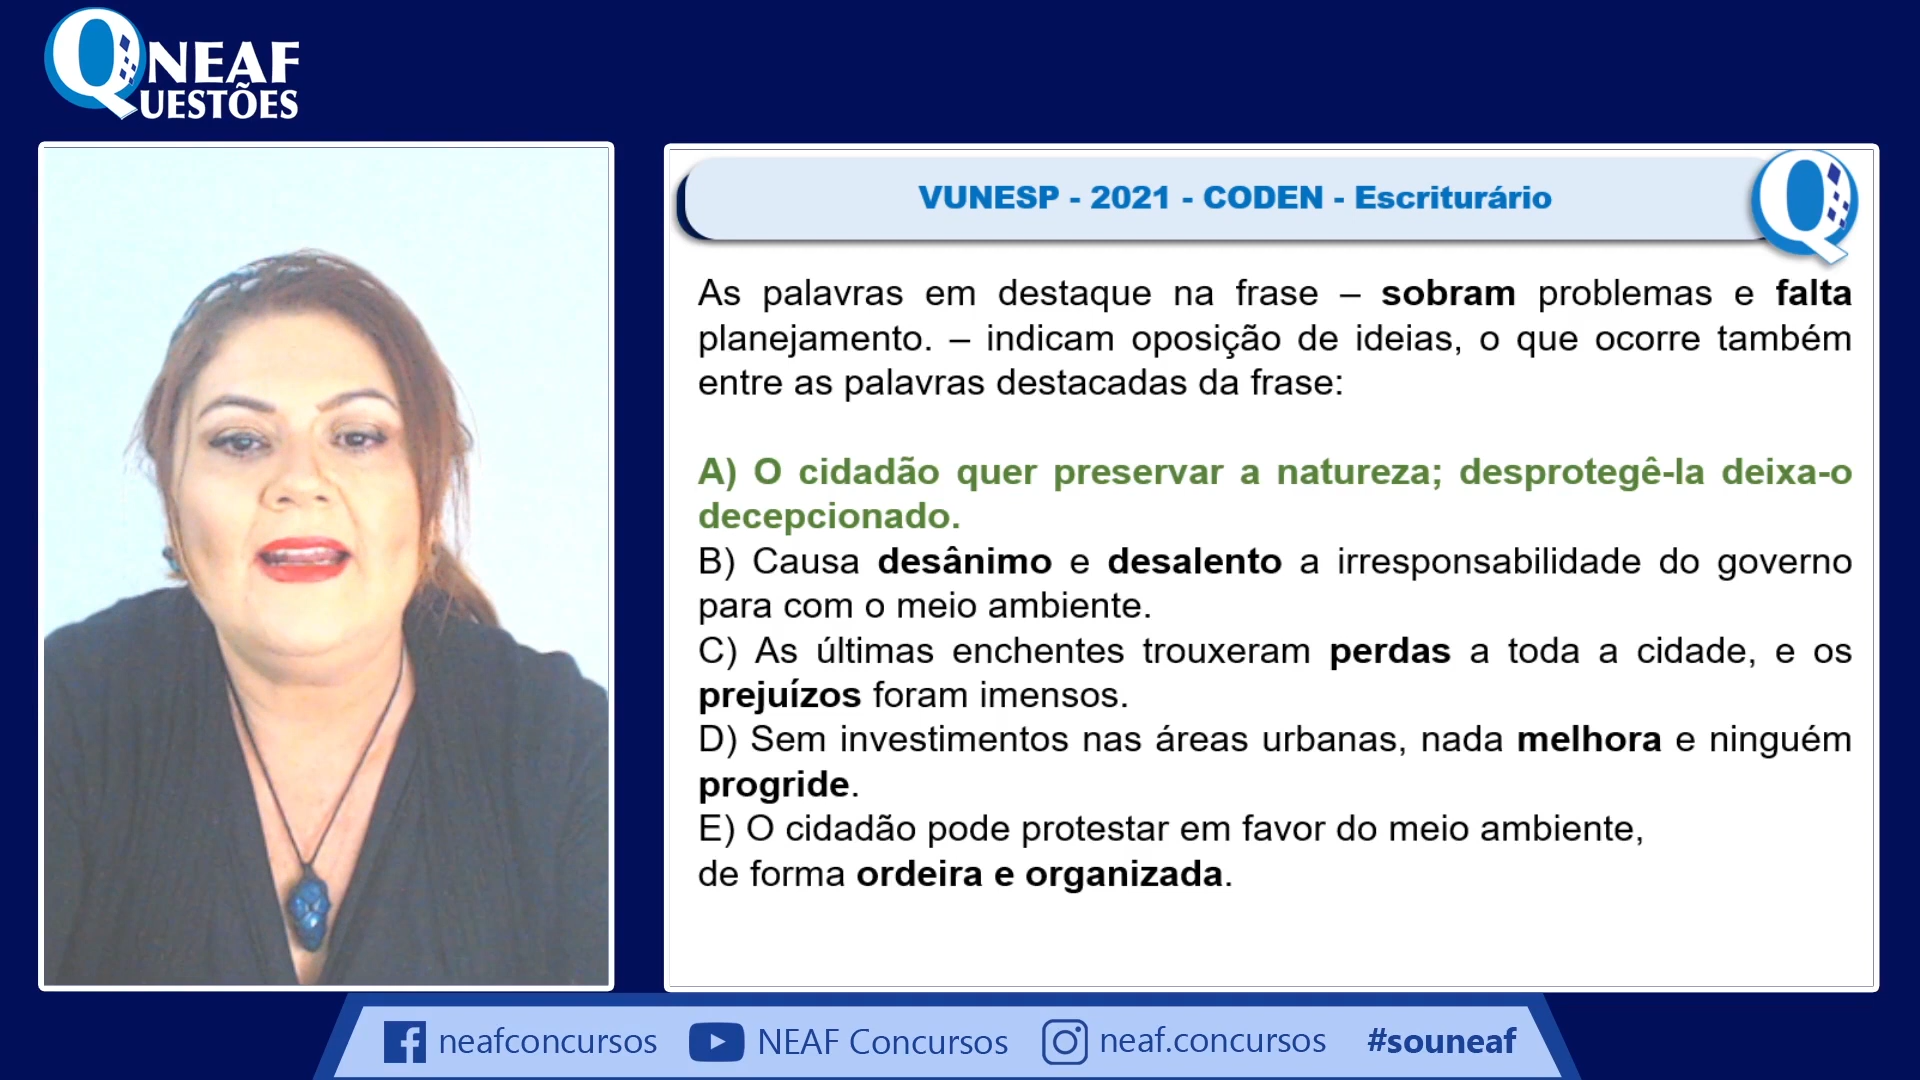 NEAF
QUESTÕES
VUNESP - 2021 - CODEN - Escriturário
As palavras em destaque na frase – sobram problemas e falta
planejamento. – indicam oposição de ideias, o que ocorre também
entre as palavras destacadas da frase:
A) O cidadão quer preservar a natureza; desprotegê-la deixa-o
decepcionado.
B) Causa desânimo e desalento a irresponsabilidade do governo
para com o meio ambiente.
C) As últimas enchentes trouxeram perdas a toda a cidade, e os
prejuízos foram imensos.
D) Sem investimentos nas áreas urbanas, nada melhora e ninguém
progride.
E) O cidadão pode protestar em favor do meio ambiente,
de forma ordeira e organizada.
neafconcursos NEAF Concursos neaf.concursos #souneaf